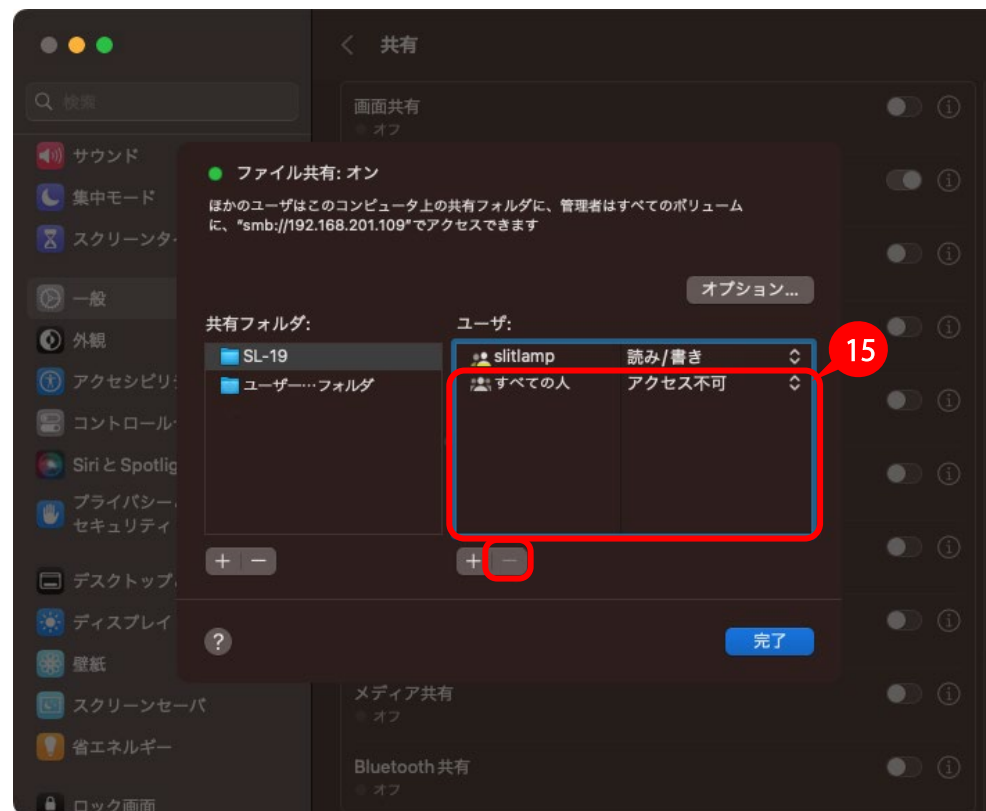 共有
検索
画面共有
オフ
サウンド
集中モード
スクリーンタ
一般
外観
アクセシビリ
コントロール
Siri と Spotlig
プライバシー
セキュリティ
デスクトップ
ディスプレイ
壁紙
スクリーンセーバ
省エネルギー
ロック画面
ファイル共有: オン
ほかのユーザはこのコンピュータ上の共有フォルダに、管理者はすべてのボリューム
に、"smb://192.168.201.109"でアクセスできます
オプション...
共有フォルダ:
ユーザ:
SL-19
slitlamp 読み/書き
15
ユーザー…フォルダ
すべての人 アクセス不可
+ −
+ −
?
完了
メディア共有
オフ
Bluetooth 共有
オフ